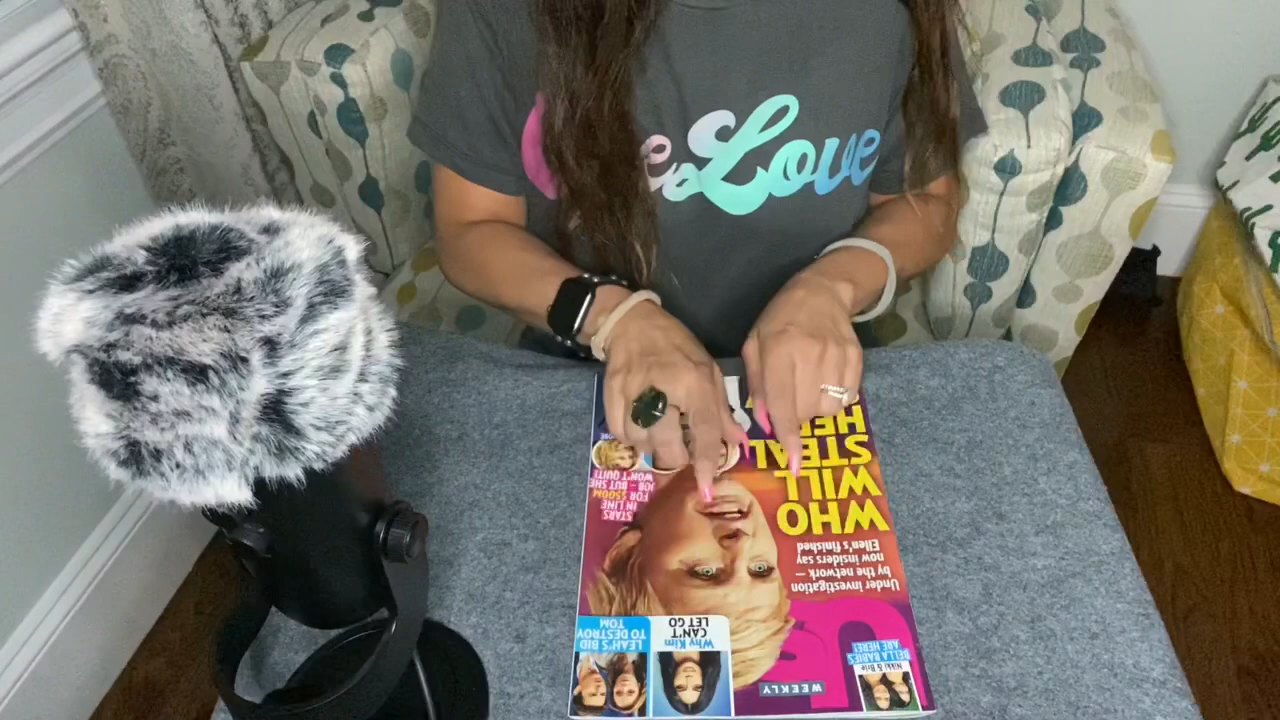 Love
US
WEEKLY
Nikki & Brie
BELLA BABIES
ARE HERE!
Why Kim
CAN'T
LET GO
LEAH'S BID
TO DESTROY
TOM
Under investigation
by the network —
now insiders say
Ellen's finished
WHO
WILL
STEAL
HER
STARS
IN LINE
FOR $500M
JOB – BUT SHE
WON'T QUIT!